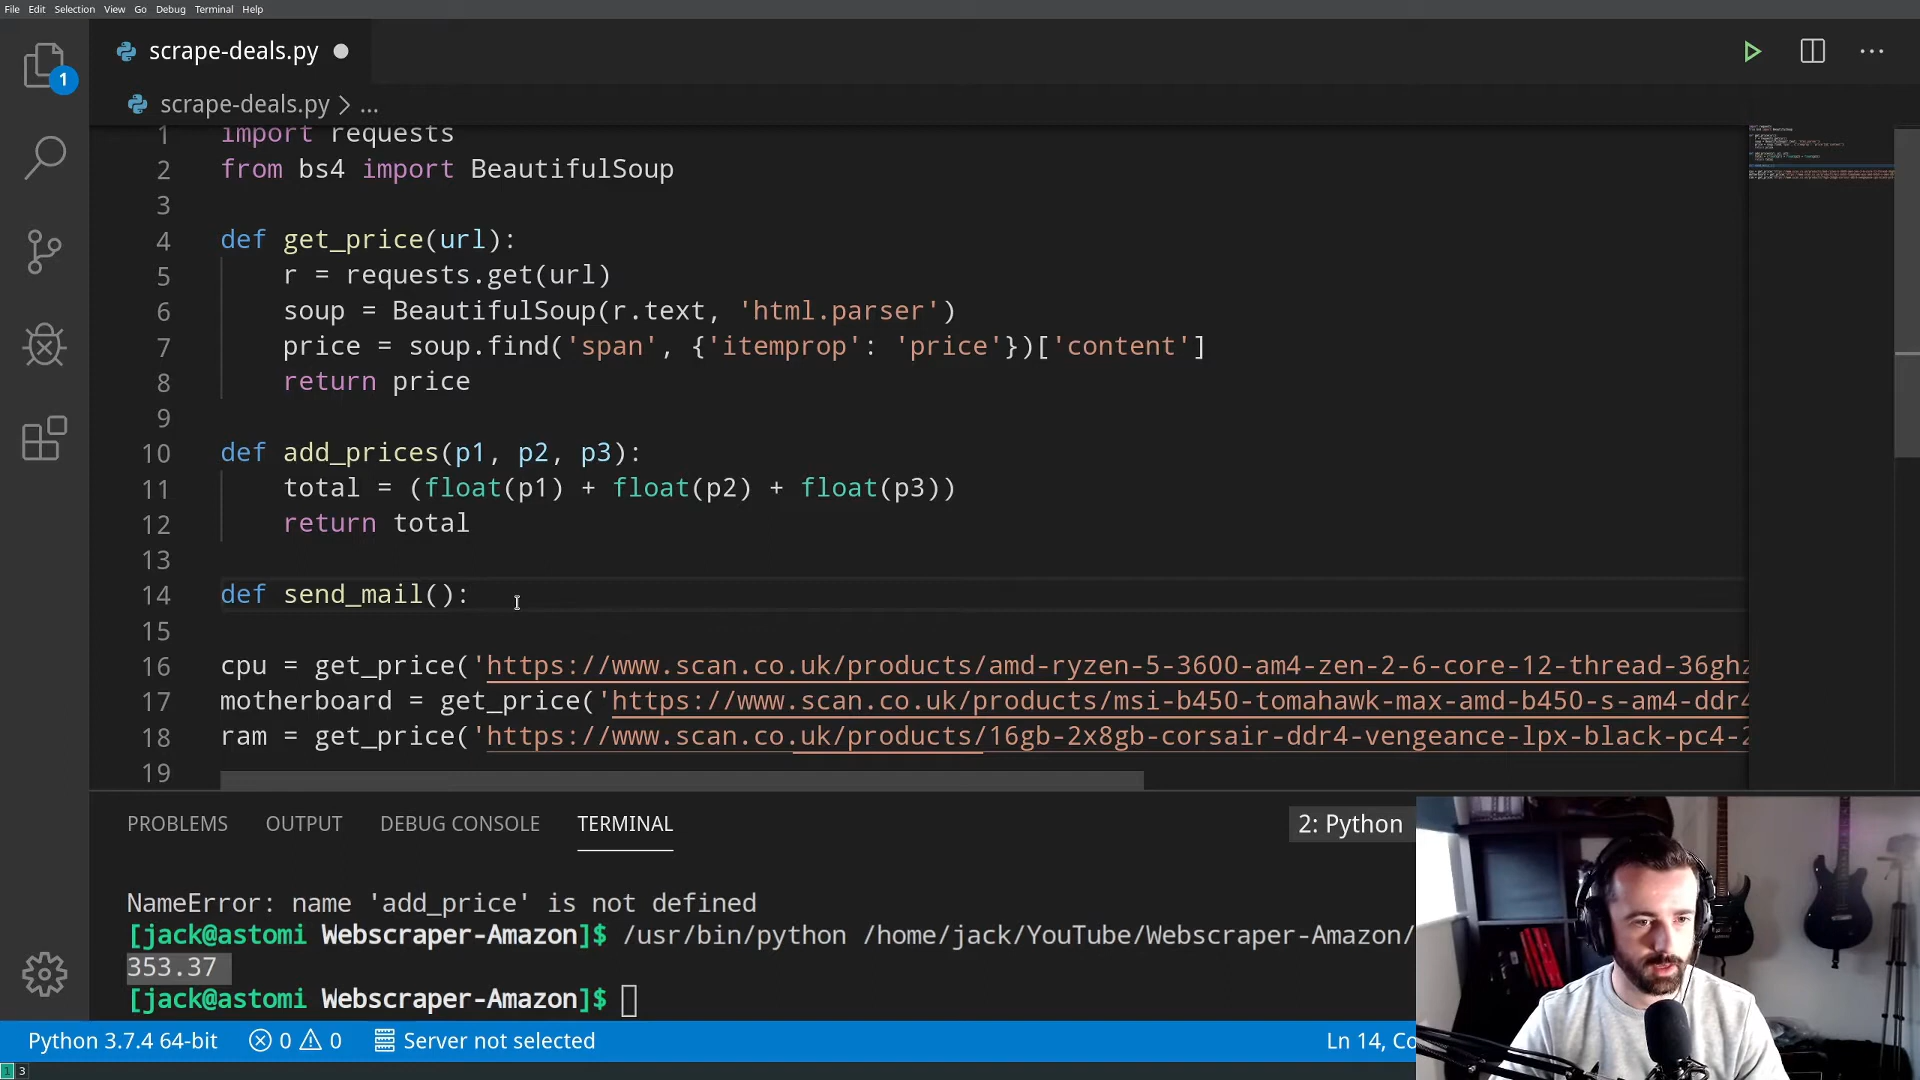 File Edit Selection View Go Debug Terminal Help
scrape-deals.py
1
scrape-deals.py > ...
1 import requests
2 from bs4 import BeautifulSoup
3
4 def get_price(url):
5 r = requests.get(url)
6 soup = BeautifulSoup(r.text, 'html.parser')
7 price = soup.find('span', {'itemprop': 'price'})['content']
8 return price
9
10 def add_prices(p1, p2, p3):
11 total = (float(p1) + float(p2) + float(p3))
12 return total
13
14 def send_mail():
15
16 cpu = get_price('https://www.scan.co.uk/products/amd-ryzen-5-3600-am4-zen-2-6-core-12-thread-36ghz
17 motherboard = get_price('https://www.scan.co.uk/products/msi-b450-tomahawk-max-amd-b450-s-am4-ddr4
18 ram = get_price('https://www.scan.co.uk/products/16gb-2x8gb-corsair-ddr4-vengeance-lpx-black-pc4-2
19
PROBLEMS OUTPUT DEBUG CONSOLE TERMINAL 2: Python
NameError: name 'add_price' is not defined
[jack@astomi Webscraper-Amazon]$ /usr/bin/python /home/jack/YouTube/Webscraper-Amazon/
353.37
[jack@astomi Webscraper-Amazon]$
Python 3.7.4 64-bit 0 0 Server not selected Ln 14, Co
1 3